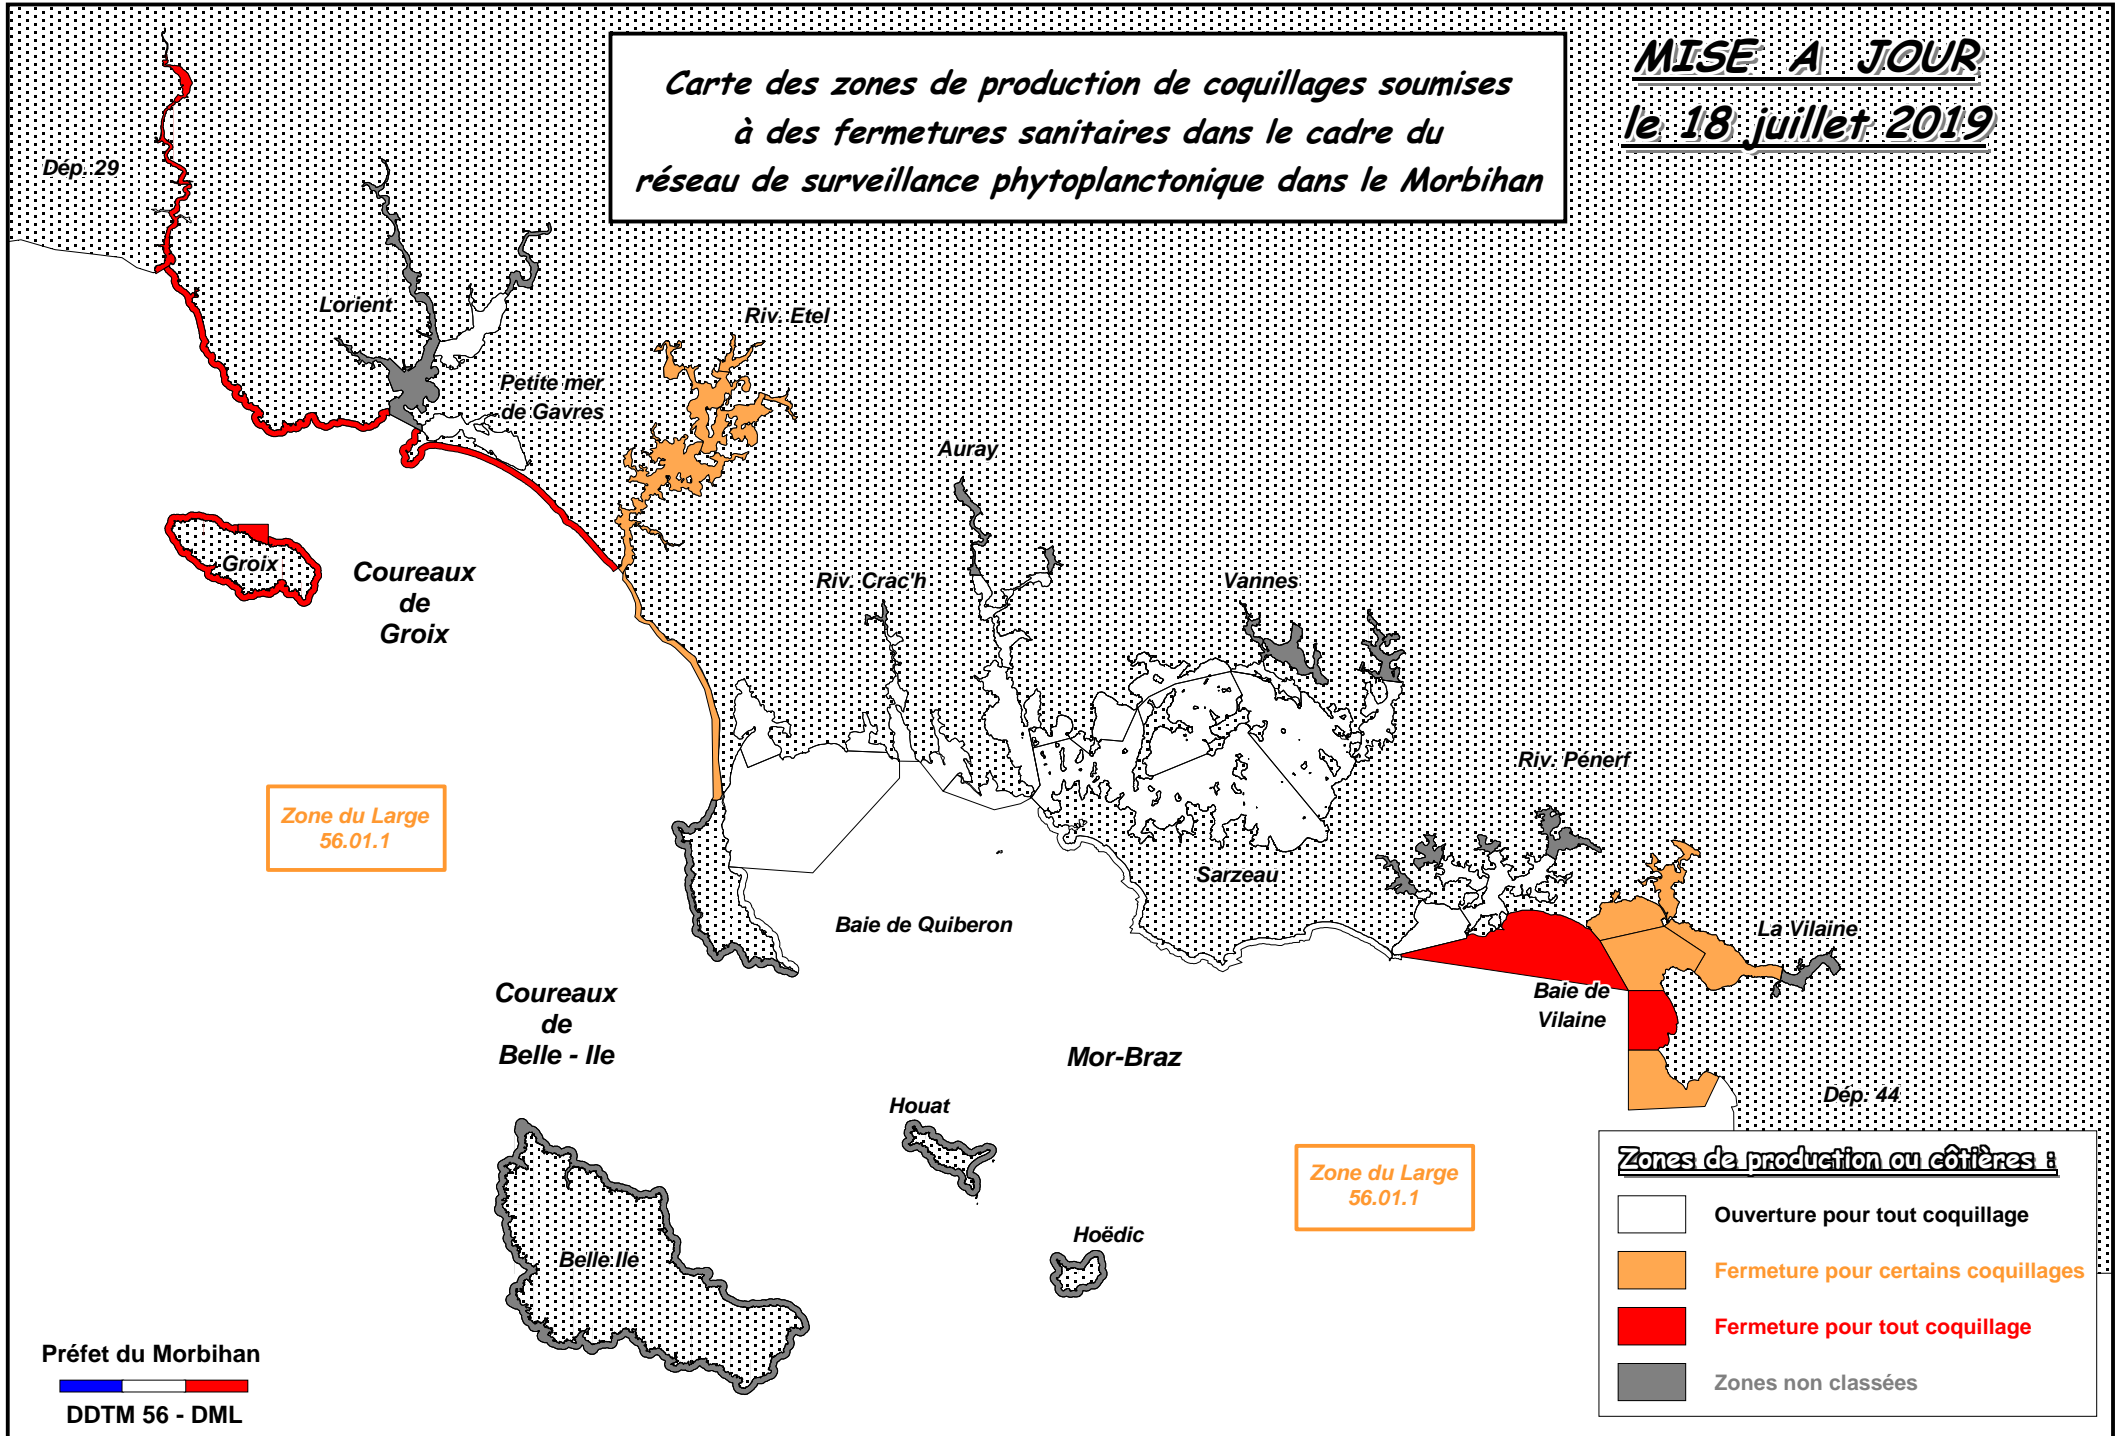 Carte des zones de production de coquillages soumises
à des fermetures sanitaires dans le cadre du
réseau de surveillance phytoplanctonique dans le Morbihan
MISE A JOUR
le 18 juillet 2019
Dép. 29
Lorient
Riv. Etel
Petite mer
de Gavres
Auray
Groix
Coureaux
de
Groix
Riv. Crac'h
Vannes
Riv. Pénerf
Zone du Large
56.01.1
Sarzeau
Baie de Quiberon
La Vilaine
Coureaux
de
Belle - Ile
Baie de
Vilaine
Mor-Braz
Dép. 44
Houat
Zone du Large
56.01.1
Hoëdic
Belle Ile
Zones de production ou côtières :
Ouverture pour tout coquillage
Fermeture pour certains coquillages
Fermeture pour tout coquillage
Zones non classées
Préfet du Morbihan
DDTM 56 - DML